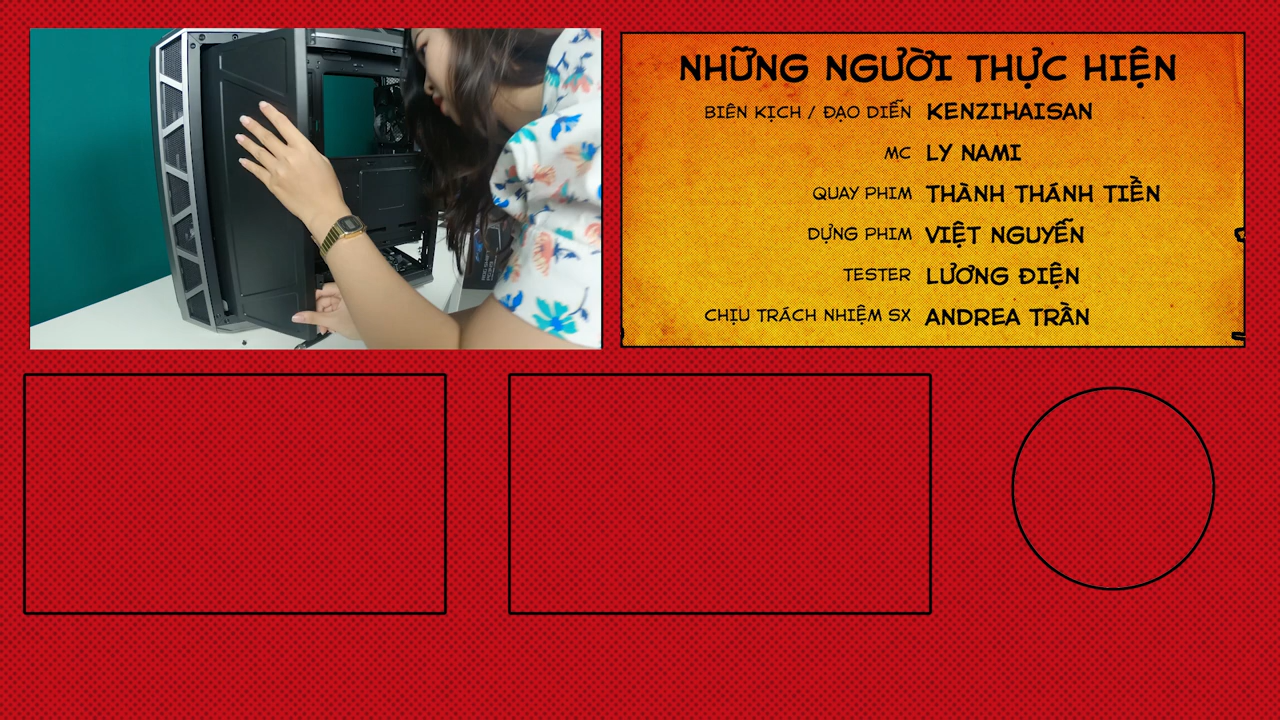 NHỮNG NGƯỜI THỰC HIỆN
BIÊN KỊCH / ĐẠO DIỄN KENZIHAISAN
MC LY NAMI
QUAY PHIM THÀNH THÁNH TIỀN
DỰNG PHIM VIỆT NGUYỄN
TESTER LƯƠNG ĐIỆN
CHỊU TRÁCH NHIỆM SX ANDREA TRẦN